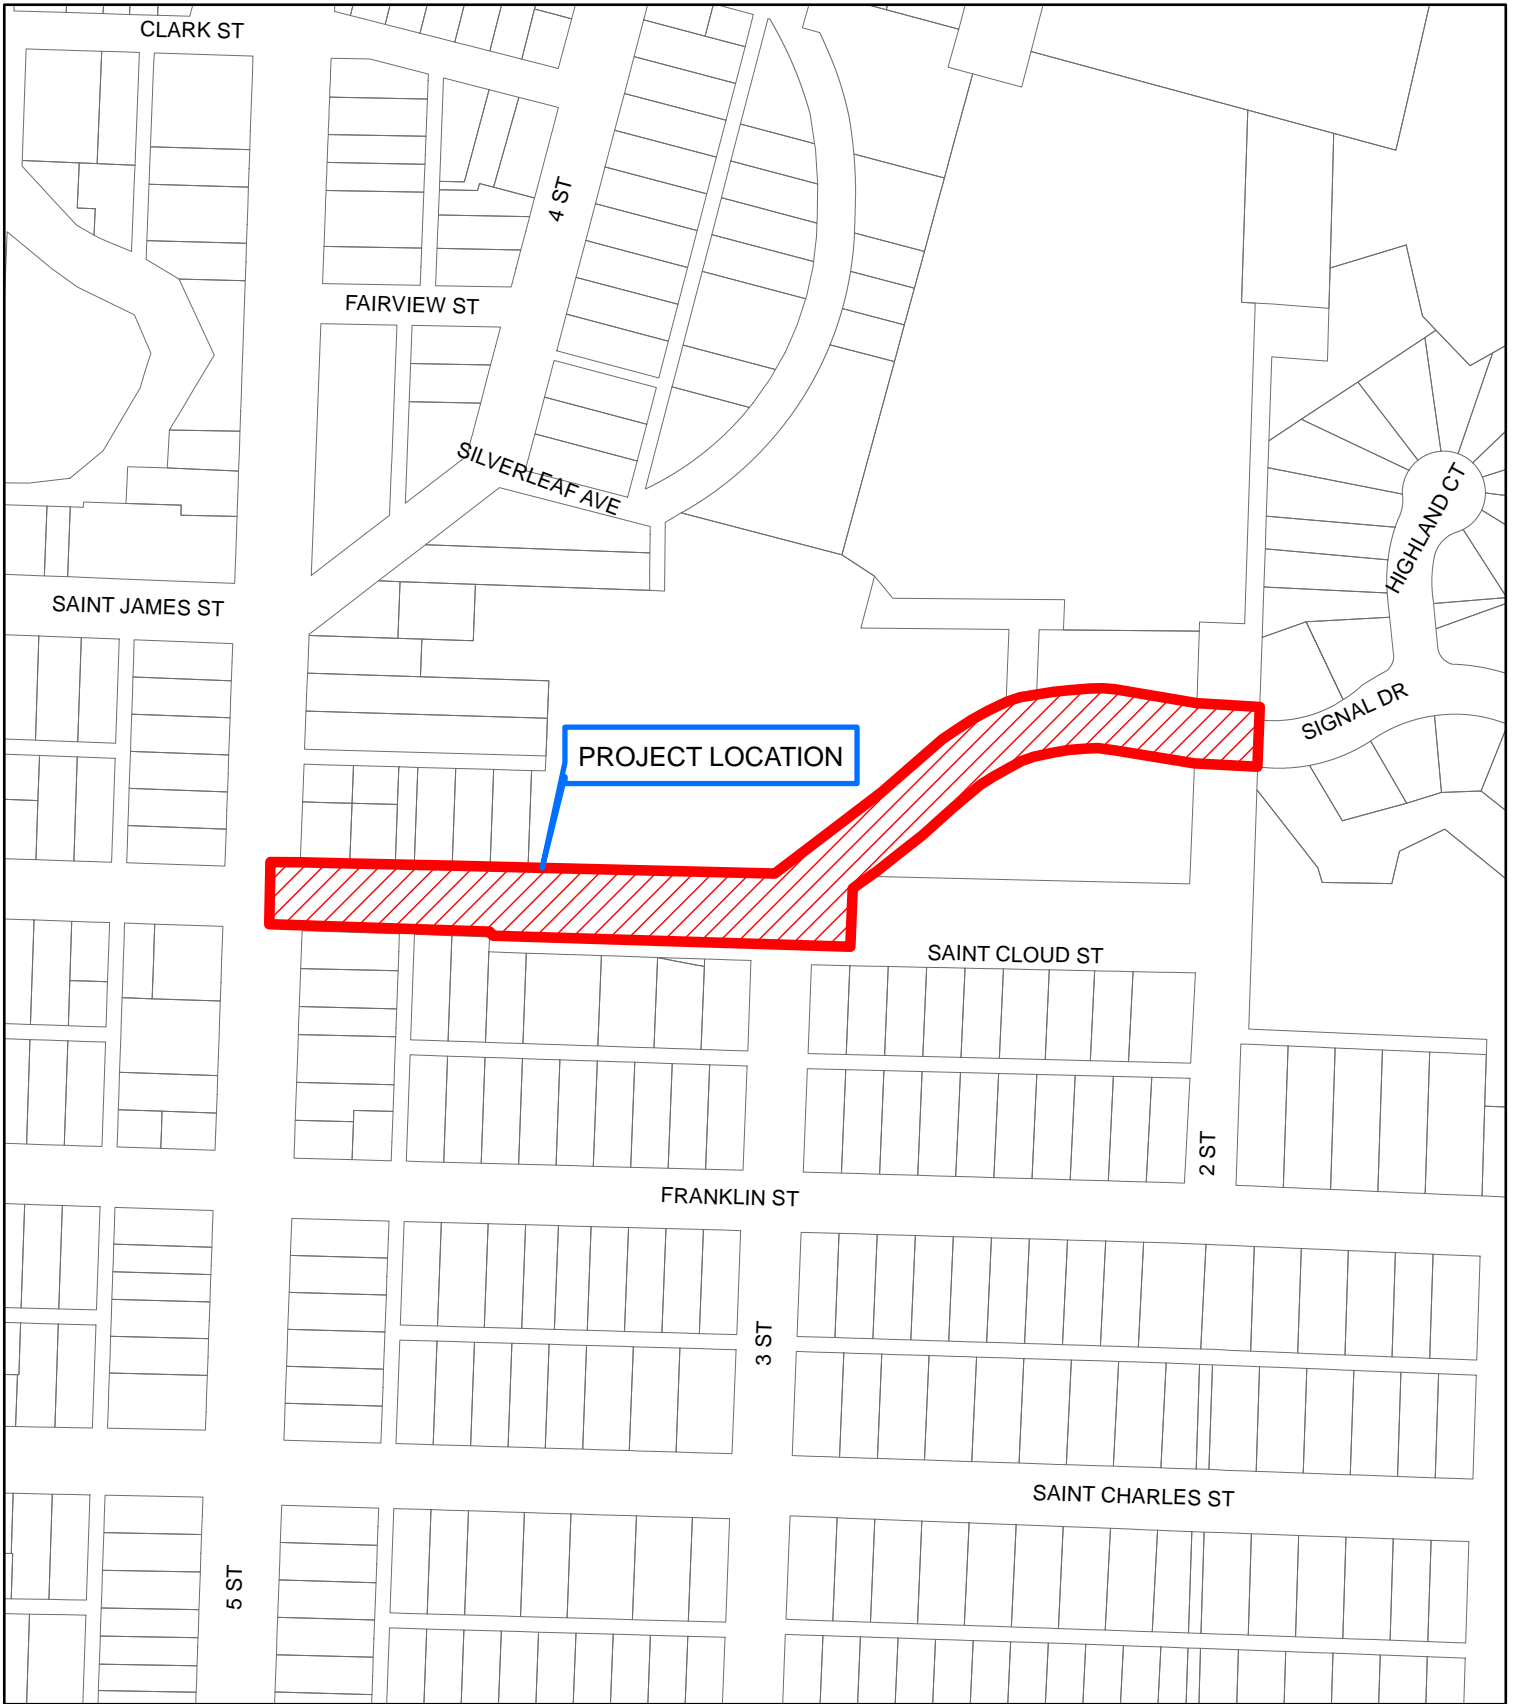 CLARK ST
4 ST
FAIRVIEW ST
SILVERLEAF AVE
HIGHLAND CT
SAINT JAMES ST
SIGNAL DR
PROJECT LOCATION
SAINT CLOUD ST
2 ST
FRANKLIN ST
3 ST
SAINT CHARLES ST
5 ST